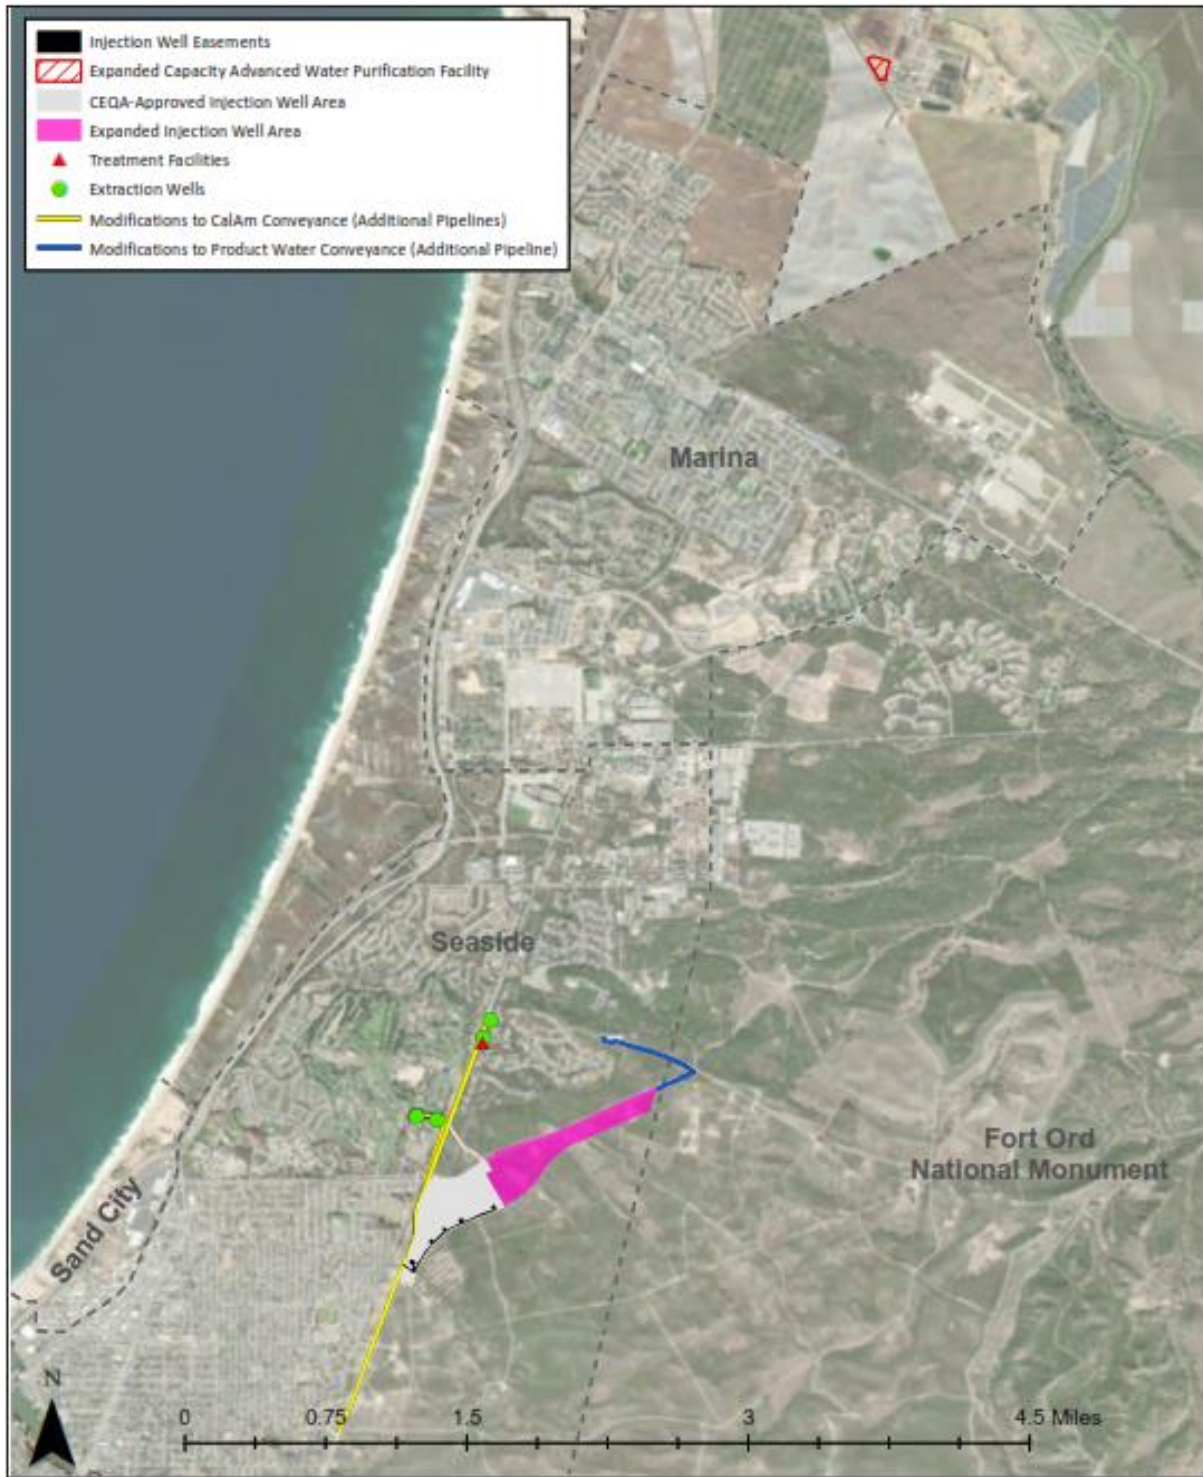 Injection Well Easements
Expanded Capacity Advanced Water Purification Facility
CEQA-Approved Injection Well Area
Expanded Injection Well Area
Treatment Facilities
Extraction Wells
Modifications to CalAm Conveyance (Additional Pipelines)
Modifications to Product Water Conveyance (Additional Pipeline)
Marina
Seaside
Fort Ord
National Monument
Sand City
N
0 0.75 1.5 3 4.5 Miles